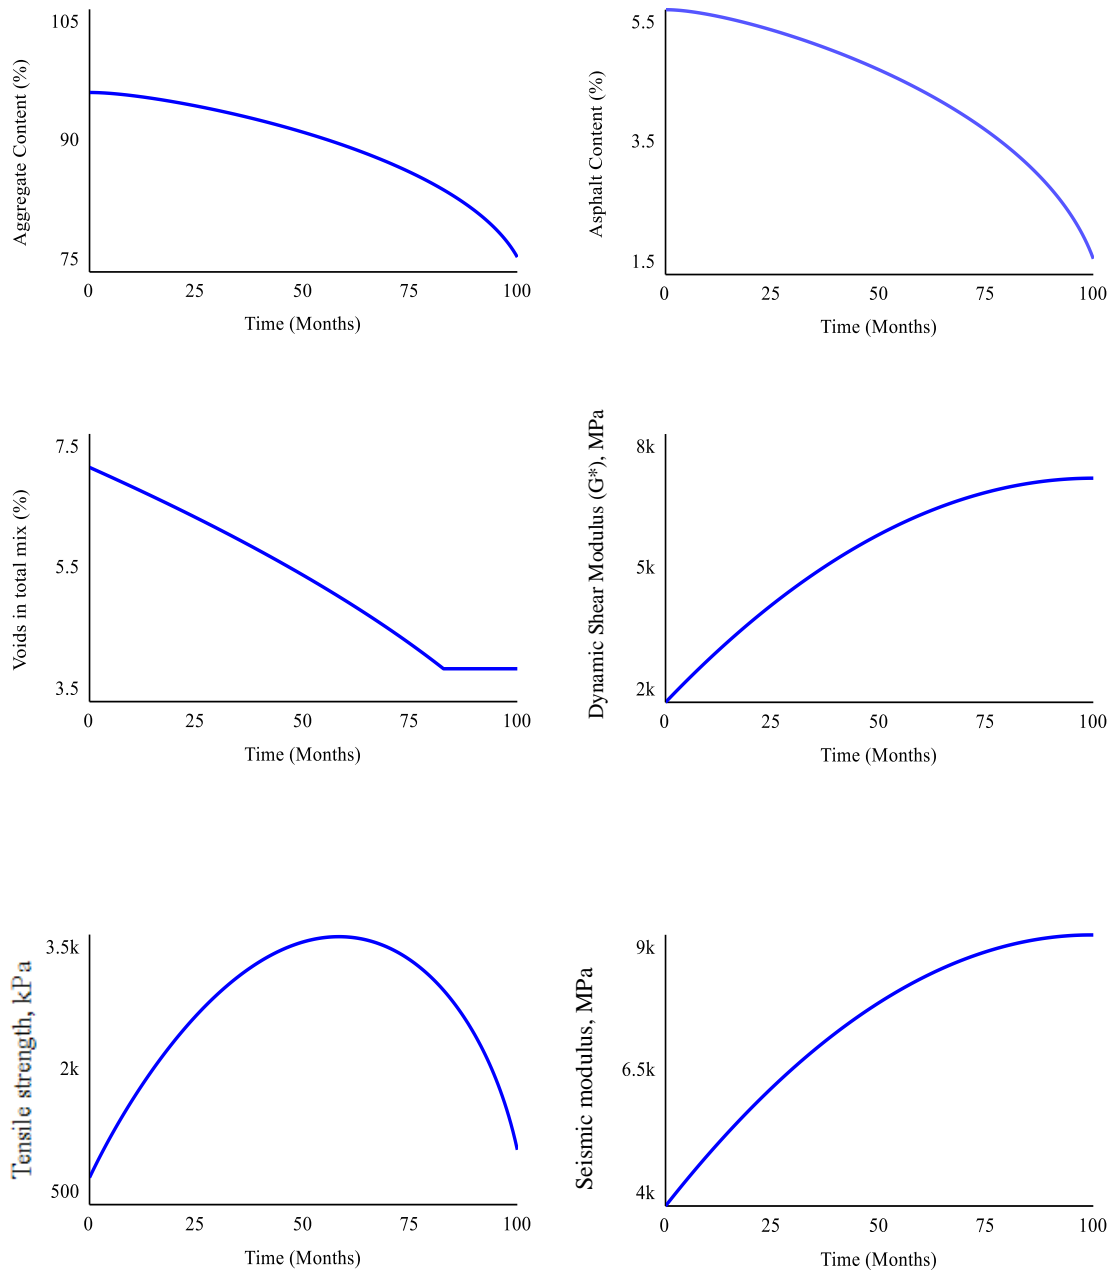 Aggregate Content (%)
105
90
75
0 25 50 75 100
Time (Months)
Asphalt Content (%)
5.5
3.5
1.5
0 25 50 75 100
Time (Months)
Voids in total mix (%)
7.5
5.5
3.5
0 25 50 75 100
Time (Months)
Dynamic Shear Modulus (G*), MPa
8k
5k
2k
0 25 50 75 100
Time (Months)
Tensile strength, kPa
3.5k
2k
500
0 25 50 75 100
Time (Months)
Seismic modulus, MPa
9k
6.5k
4k
0 25 50 75 100
Time (Months)